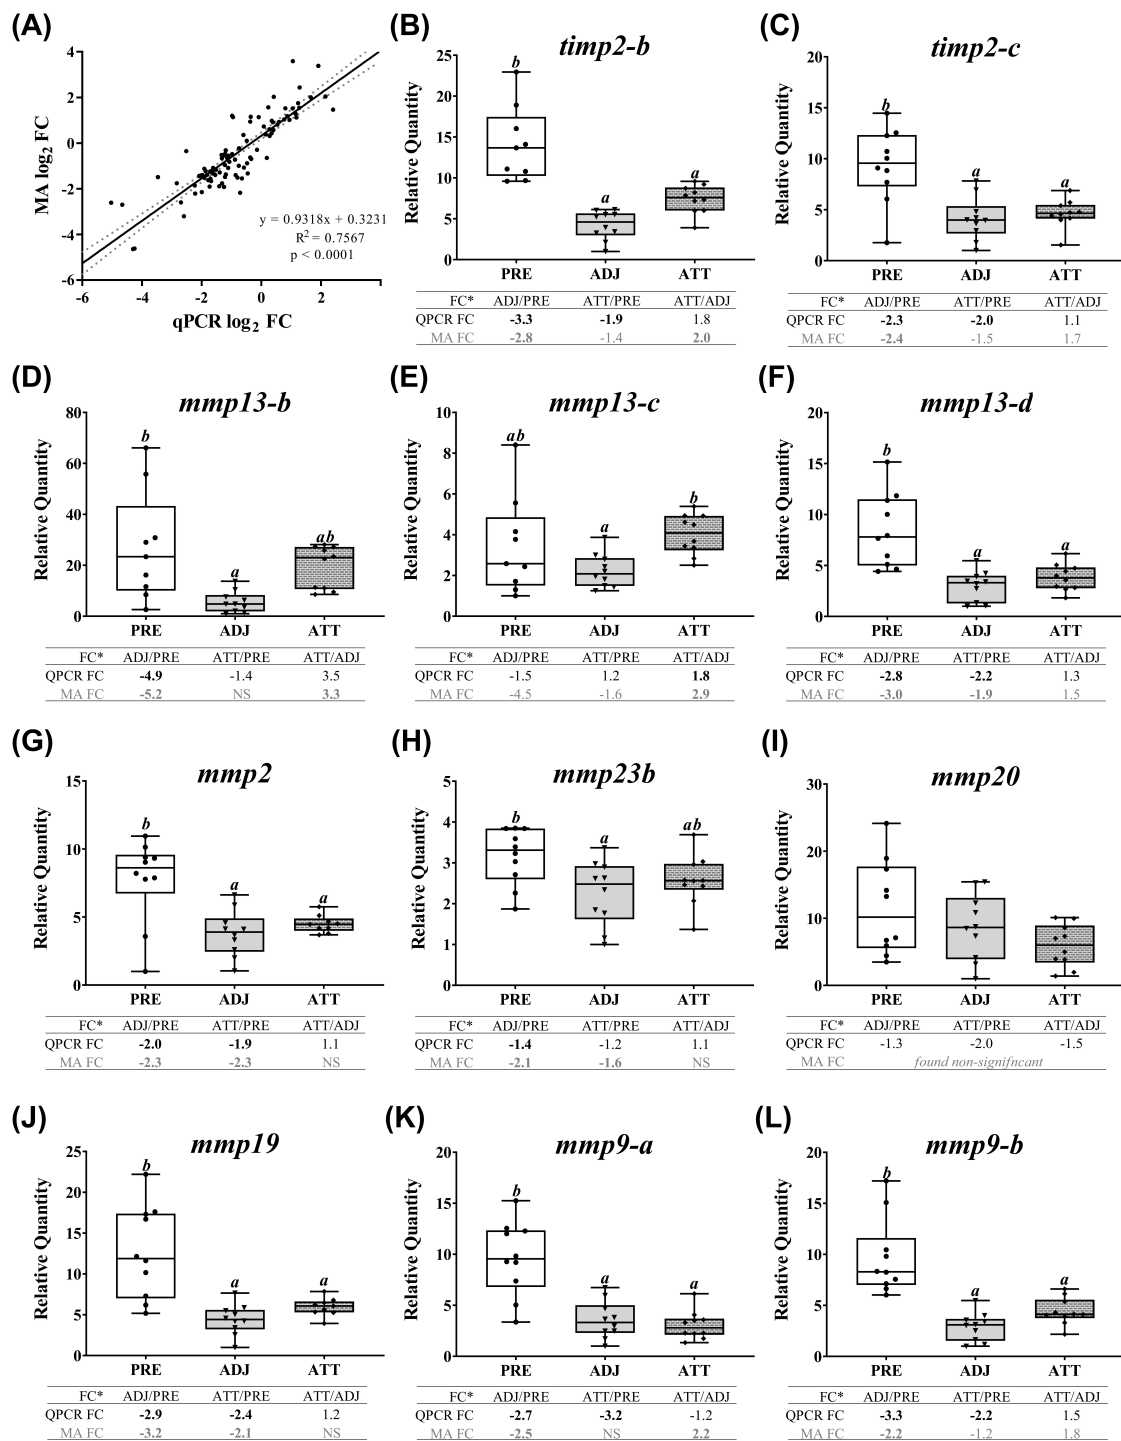 (A)
4
2
0
-2
-4
-6
MA log2 FC
y = 0.9318x + 0.3231
R2 = 0.7567
p < 0.0001
-6 -4 -2 0 2
qPCR log2 FC
(B)
timp2-b
Relative Quantity
25
20
15
10
5
0
b
a
a
PRE ADJ ATT
FC* ADJ/PRE ATT/PRE ATT/ADJ
QPCR FC -3.3 -1.9 1.8
MA FC -2.8 -1.4 2.0
(C)
timp2-c
Relative Quantity
20
15
10
5
0
b
a
a
PRE ADJ ATT
FC* ADJ/PRE ATT/PRE ATT/ADJ
QPCR FC -2.3 -2.0 1.1
MA FC -2.4 -1.5 1.7
(D)
mmp13-b
Relative Quantity
80
60
40
20
0
b
a
ab
PRE ADJ ATT
FC* ADJ/PRE ATT/PRE ATT/ADJ
QPCR FC -4.9 -1.4 3.5
MA FC -5.2 NS 3.3
(E)
mmp13-c
Relative Quantity
10
8
6
4
2
0
ab
a
b
PRE ADJ ATT
FC* ADJ/PRE ATT/PRE ATT/ADJ
QPCR FC -1.5 1.2 1.8
MA FC -4.5 -1.6 2.9
(F)
mmp13-d
Relative Quantity
20
15
10
5
0
b
a
a
PRE ADJ ATT
FC* ADJ/PRE ATT/PRE ATT/ADJ
QPCR FC -2.8 -2.2 1.3
MA FC -3.0 -1.9 1.5
(G)
mmp2
Relative Quantity
15
10
5
0
b
a
a
PRE ADJ ATT
FC* ADJ/PRE ATT/PRE ATT/ADJ
QPCR FC -2.0 -1.9 1.1
MA FC -2.3 -2.3 NS
(H)
mmp23b
Relative Quantity
5
4
3
2
1
0
b
a
ab
PRE ADJ ATT
FC* ADJ/PRE ATT/PRE ATT/ADJ
QPCR FC -1.4 -1.2 1.1
MA FC -2.1 -1.6 NS
(I)
mmp20
Relative Quantity
30
20
10
0
PRE ADJ ATT
FC* ADJ/PRE ATT/PRE ATT/ADJ
QPCR FC -1.3 -2.0 -1.5
MA FC found non-signifncant
(J)
mmp19
Relative Quantity
25
20
15
10
5
0
b
a
a
PRE ADJ ATT
FC* ADJ/PRE ATT/PRE ATT/ADJ
QPCR FC -2.9 -2.4 1.2
MA FC -3.2 -2.1 NS
(K)
mmp9-a
Relative Quantity
20
15
10
5
0
b
a
a
PRE ADJ ATT
FC* ADJ/PRE ATT/PRE ATT/ADJ
QPCR FC -2.7 -3.2 -1.2
MA FC -2.5 NS 2.2
(L)
mmp9-b
Relative Quantity
20
15
10
5
0
b
a
a
PRE ADJ ATT
FC* ADJ/PRE ATT/PRE ATT/ADJ
QPCR FC -3.3 -2.2 1.5
MA FC -2.2 -1.2 1.8